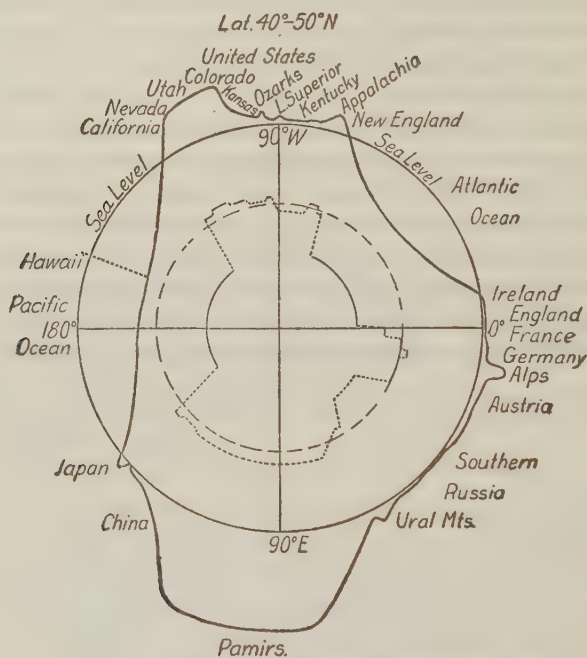 Lat. 40°-50°N
United States
Colorado
Utah
Kansas
Ozarks
L. Superior
Kentucky
Appalachia
Nevada
California
90°W
New England
Sea Level
Sea Level
Atlantic
Ocean
Hawaii
Pacific
180°
Ocean
Ireland
England
0°
France
Germany
Alps
Austria
Japan
Southern
Russia
China
Ural Mts.
90°E
Pamirs.